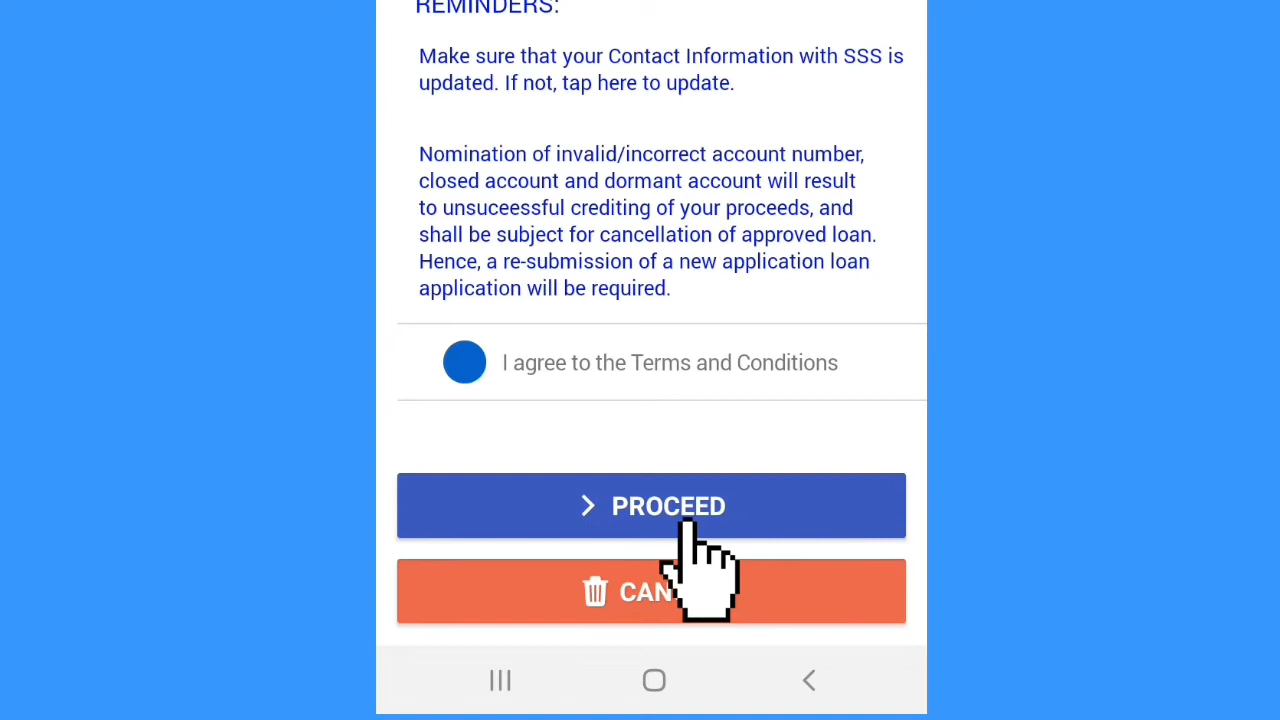 REMINDERS:
Make sure that your Contact Information with SSS is
updated. If not, tap here to update.
Nomination of invalid/incorrect account number,
closed account and dormant account will result
to unsuceessful crediting of your proceeds, and
shall be subject for cancellation of approved loan.
Hence, a re-submission of a new application loan
application will be required.
I agree to the Terms and Conditions
PROCEED
CAN